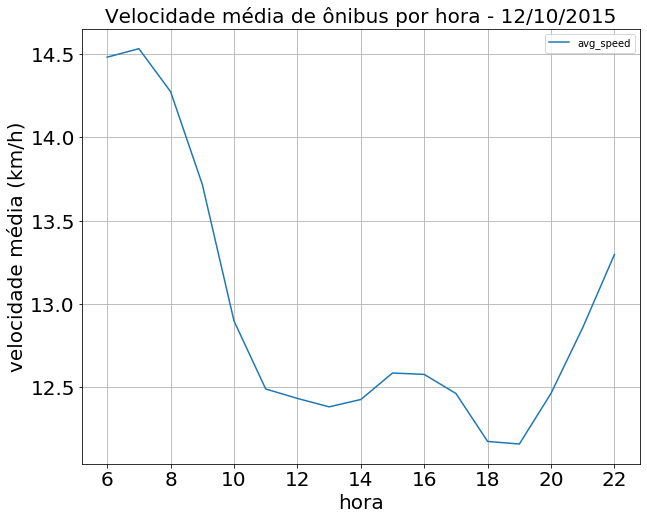 Velocidade média de ônibus por hora - 12/10/2015
avg_speed
14.5
14.0
13.5
13.0
12.5
velocidade média (km/h)
6 8 10 12 14 16 18 20 22
hora